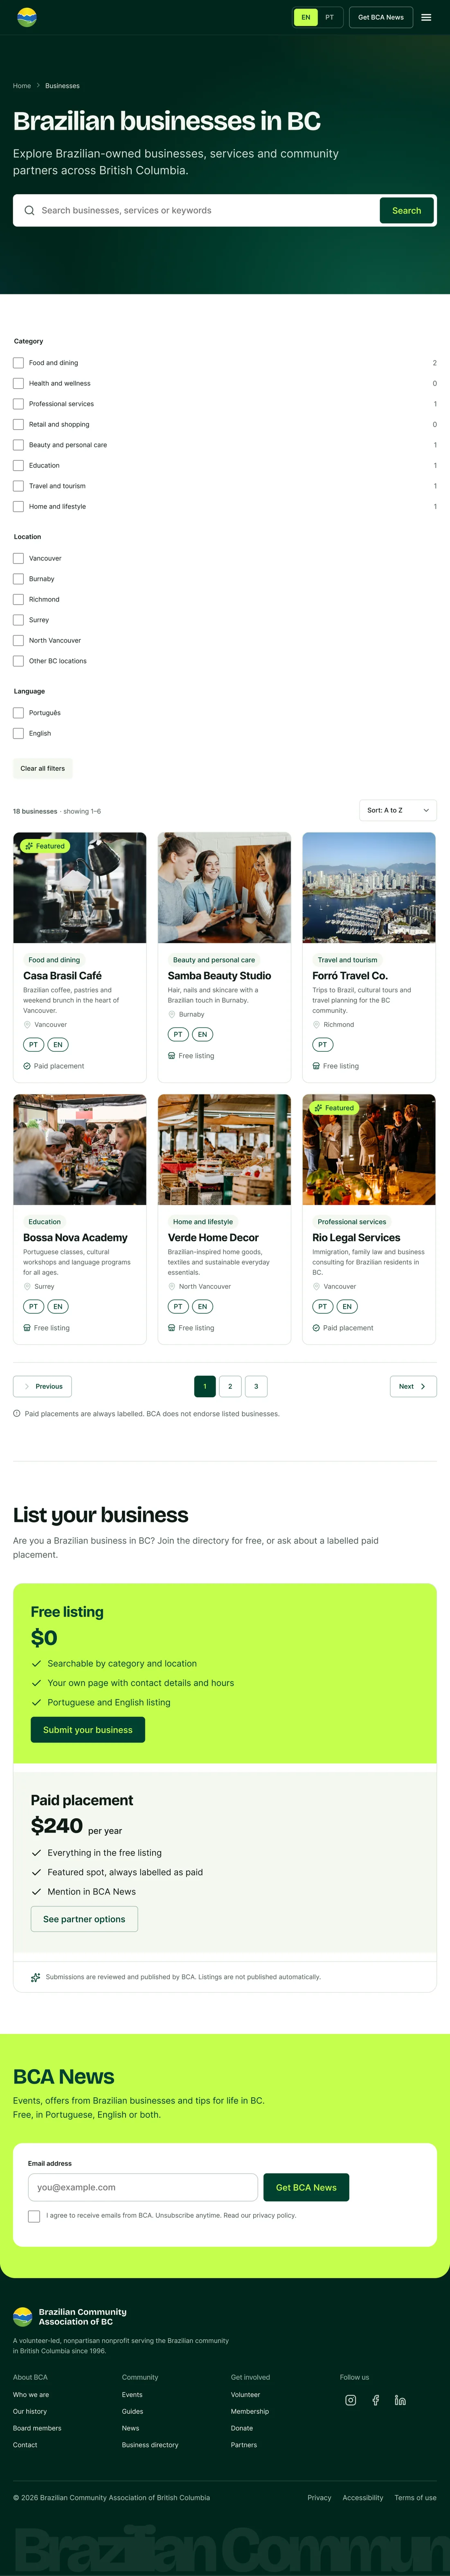 EN PT Get BCA News
Home > Businesses
Brazilian businesses in BC
Explore Brazilian-owned businesses, services and community
partners across British Columbia.
Search businesses, services or keywords Search
Category
Food and dining 2
Health and wellness 0
Professional services 1
Retail and shopping 0
Beauty and personal care 1
Education 1
Travel and tourism 1
Home and lifestyle 1
Location
Vancouver
Burnaby
Richmond
Surrey
North Vancouver
Other BC locations
Language
Português
English
Clear all filters
18 businesses · showing 1–6 Sort: A to Z
Featured
Food and dining
Casa Brasil Café
Brazilian coffee, pastries and
weekend brunch in the heart of
Vancouver.
Vancouver
PT EN
Paid placement
Beauty and personal care
Samba Beauty Studio
Hair, nails and skincare with a
Brazilian touch in Burnaby.
Burnaby
PT EN
Free listing
Travel and tourism
Forró Travel Co.
Trips to Brazil, cultural tours and
travel planning for the BC
community.
Richmond
PT
Free listing
Education
Bossa Nova Academy
Portuguese classes, cultural
workshops and language programs
for all ages.
Surrey
PT EN
Free listing
Home and lifestyle
Verde Home Decor
Brazilian-inspired home goods,
textiles and sustainable everyday
essentials.
North Vancouver
PT EN
Free listing
Featured
Professional services
Rio Legal Services
Immigration, family law and business
consulting for Brazilian residents in
BC.
Vancouver
PT EN
Paid placement
Previous 1 2 3 Next
Paid placements are always labelled. BCA does not endorse listed businesses.
List your business
Are you a Brazilian business in BC? Join the directory for free, or ask about a labelled paid
placement.
Free listing
$0
Searchable by category and location
Your own page with contact details and hours
Portuguese and English listing
Submit your business
Paid placement
$240 per year
Everything in the free listing
Featured spot, always labelled as paid
Mention in BCA News
See partner options
Submissions are reviewed and published by BCA. Listings are not published automatically.
BCA News
Events, offers from Brazilian businesses and tips for life in BC.
Free, in Portuguese, English or both.
Email address
you@example.com Get BCA News
I agree to receive emails from BCA. Unsubscribe anytime. Read our privacy policy.
Brazilian Community
Association of BC
A volunteer-led, nonpartisan nonprofit serving the Brazilian community
in British Columbia since 1996.
About BCA
Who we are
Our history
Board members
Contact
Community
Events
Guides
News
Business directory
Get involved
Volunteer
Membership
Donate
Partners
Follow us
© 2026 Brazilian Community Association of British Columbia Privacy Accessibility Terms of use
Brazilian Commun